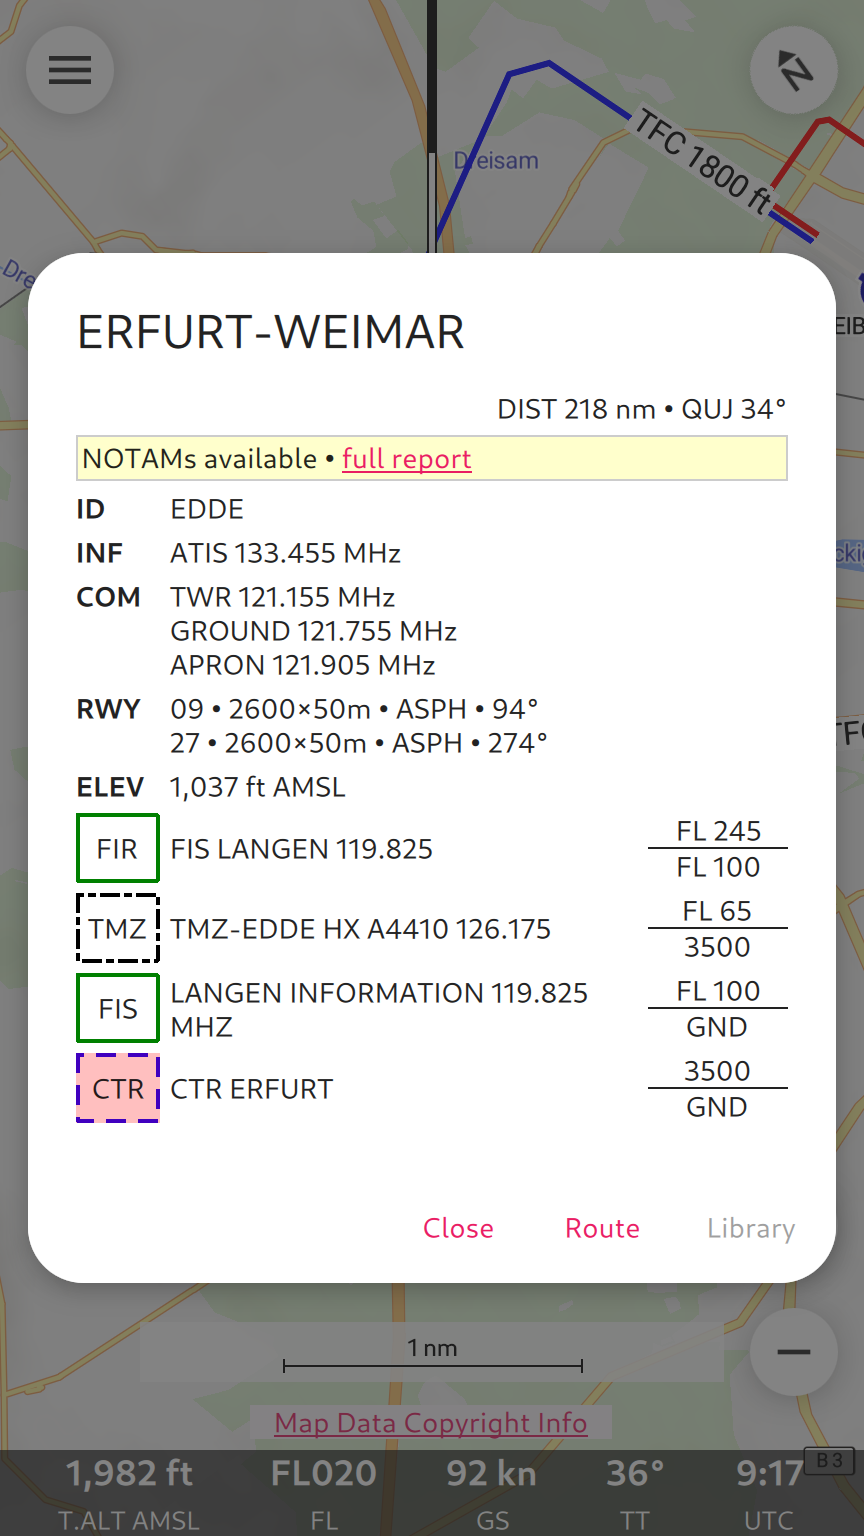 N
Dreisam
TFC 1800 ft
-Dre
EIB
ERFURT-WEIMAR
DIST 218 nm • QUJ 34°
NOTAMs available • full report
ID EDDE
INF ATIS 133.455 MHz
COM TWR 121.155 MHz
GROUND 121.755 MHz
APRON 121.905 MHz
RWY 09 • 2600×50m • ASPH • 94°
27 • 2600×50m • ASPH • 274°
ELEV 1,037 ft AMSL
FIR FIS LANGEN 119.825 FL 245
FL 100
TMZ TMZ-EDDE HX A4410 126.175 FL 65
3500
FIS LANGEN INFORMATION 119.825 FL 100
MHZ GND
CTR CTR ERFURT 3500
GND
Close Route Library
1 nm
Map Data Copyright Info
B 3
1,982 ft FL020 92 kn 36° 9:17
T.ALT AMSL FL GS TT UTC